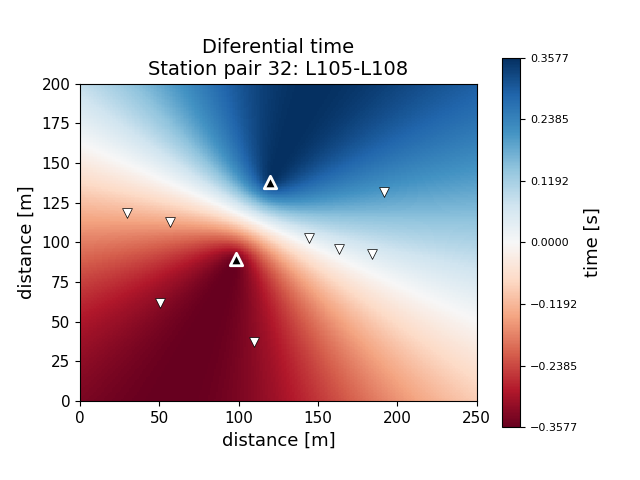 Diferential time
Station pair 32: L105-L108
200
175
150
125
100
75
50
25
0
distance [m]
0 50 100 150 200 250
distance [m]
0.3577
0.2385
0.1192
0.0000
−0.1192
−0.2385
−0.3577
time [s]